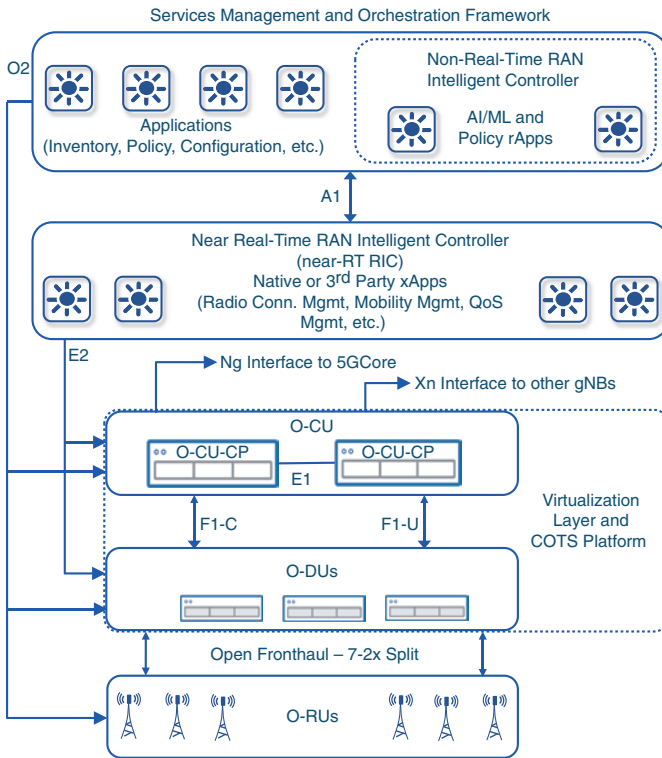 Services Management and Orchestration Framework
O2
Non-Real-Time RAN
Intelligent Controller
Applications
(Inventory, Policy, Configuration, etc.)
AI/ML and
Policy rApps
A1
Near Real-Time RAN Intelligent Controller
(near-RT RIC)
Native or 3rd Party xApps
(Radio Conn. Mgmt, Mobility Mgmt, QoS
Mgmt, etc.)
E2
Ng Interface to 5GCore
Xn Interface to other gNBs
O-CU
O-CU-CP
O-CU-CP
E1
F1-C
F1-U
Virtualization
Layer and
COTS Platform
O-DUs
Open Fronthaul – 7-2x Split
O-RUs